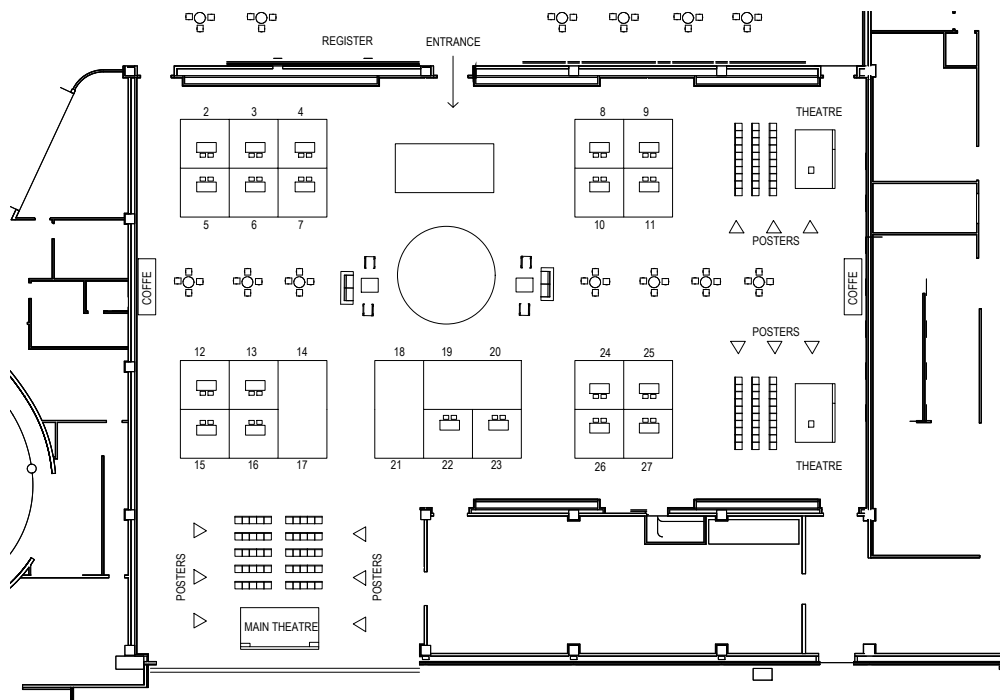 REGISTER
ENTRANCE
2 3 4
8 9
THEATRE
5 6 7
10 11
POSTERS
COFFE
COFFE
POSTERS
12 13 14
18 19 20
24 25
15 16 17
21 22 23
26 27
THEATRE
POSTERS
POSTERS
MAIN THEATRE